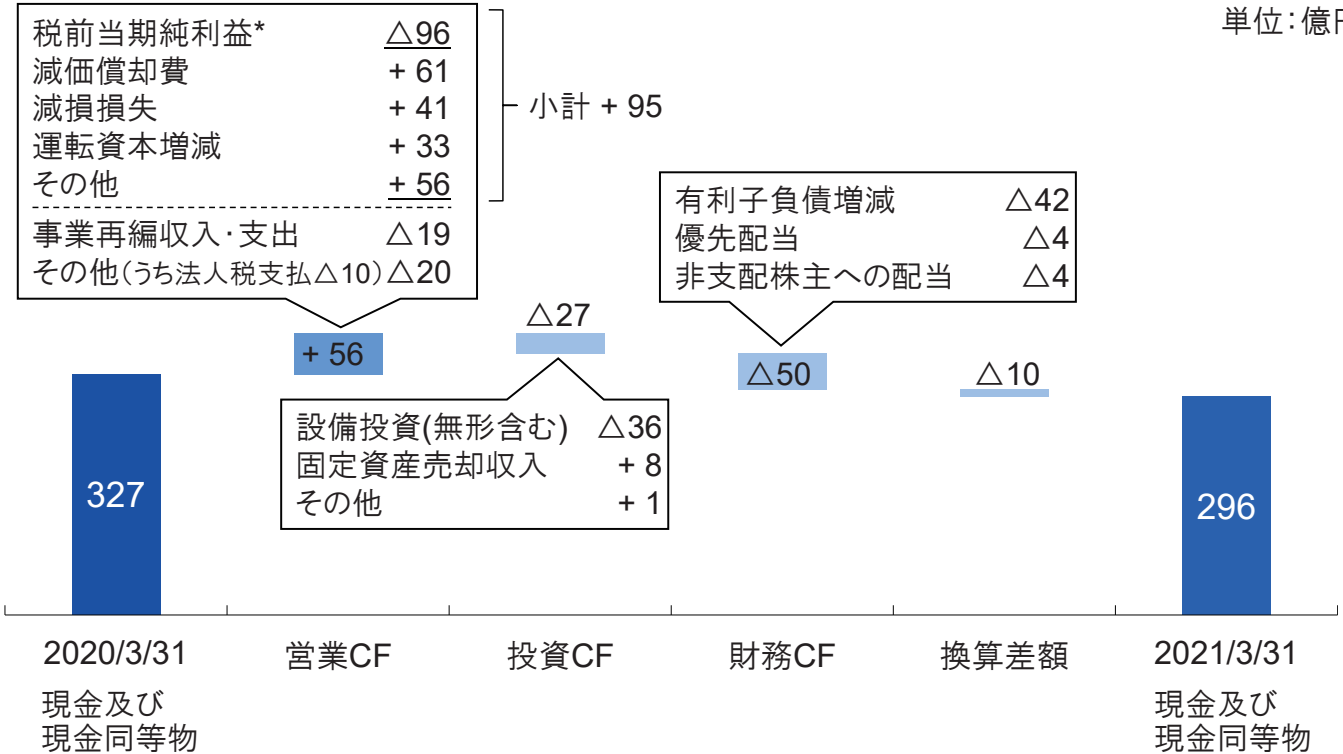 単位：億円
税前当期純利益* △96
減価償却費 + 61
減損損失 + 41
運転資本増減 + 33
その他 + 56
小計 + 95
事業再編収入・支出 △19
その他（うち法人税支払△10）△20
有利子負債増減 △42
優先配当 △4
非支配株主への配当 △4
+ 56
△27
△50
△10
設備投資(無形含む) △36
固定資産売却収入 + 8
その他 + 1
327
296
2020/3/31 営業CF 投資CF 財務CF 換算差額 2021/3/31
現金及び 現金及び
現金同等物 現金同等物